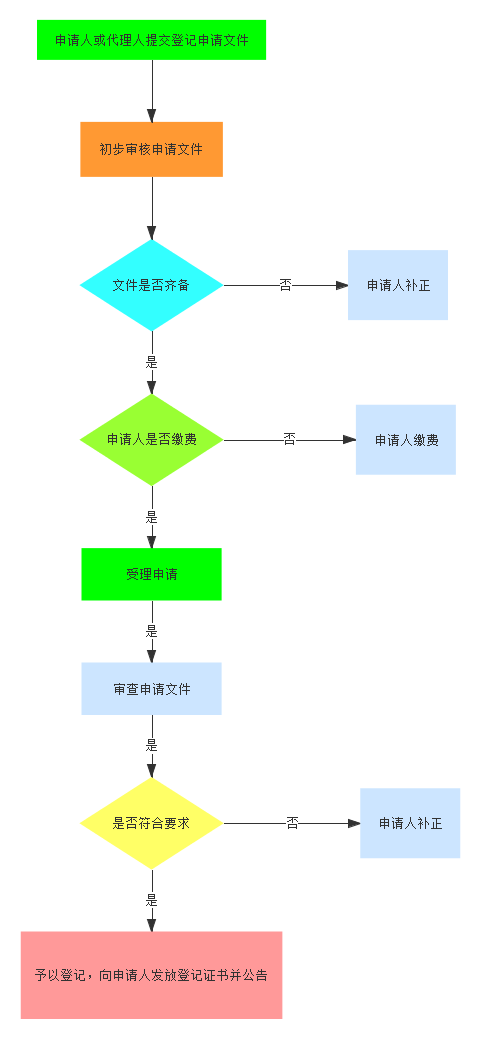 申请人或代理人提交登记申请文件
初步审核申请文件
文件是否齐备
否
申请人补正
是
申请人是否缴费
否
申请人缴费
是
受理申请
是
审查申请文件
是
是否符合要求
否
申请人补正
是
予以登记，向申请人发放登记证书并公告